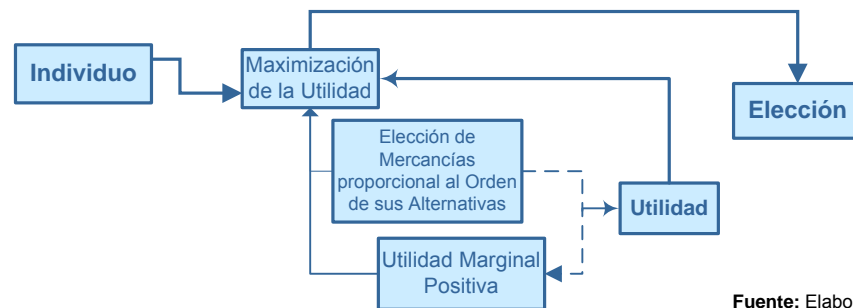 Individuo
Maximización
de la Utilidad
Elección
Elección de
Mercancías
proporcional al Orden
de sus Alternativas
Utilidad
Utilidad Marginal
Positiva
Fuente: Elabo